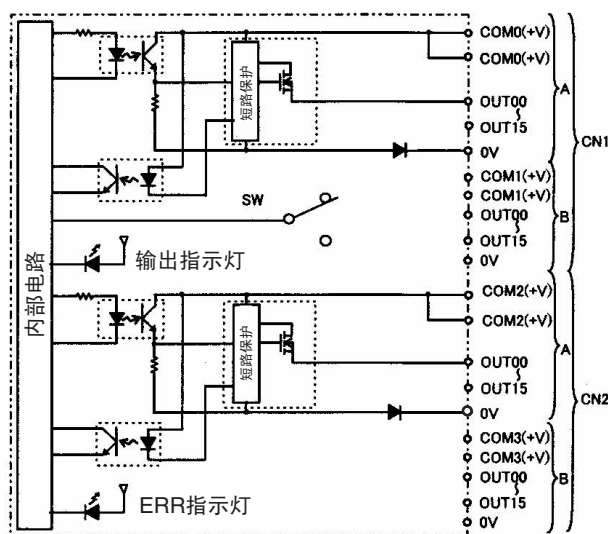 内部电路
COM0(+V)
COM0(+V)
短路保护
OUT00
OUT15
0V
A
CN1
COM1(+V)
COM1(+V)
SW
OUT00
B
OUT15
输出指示灯
0V
COM2(+V)
COM2(+V)
短路保护
OUT00
A
OUT15
0V
CN2
COM3(+V)
COM3(+V)
OUT00
B
ERR指示灯
OUT15
0V